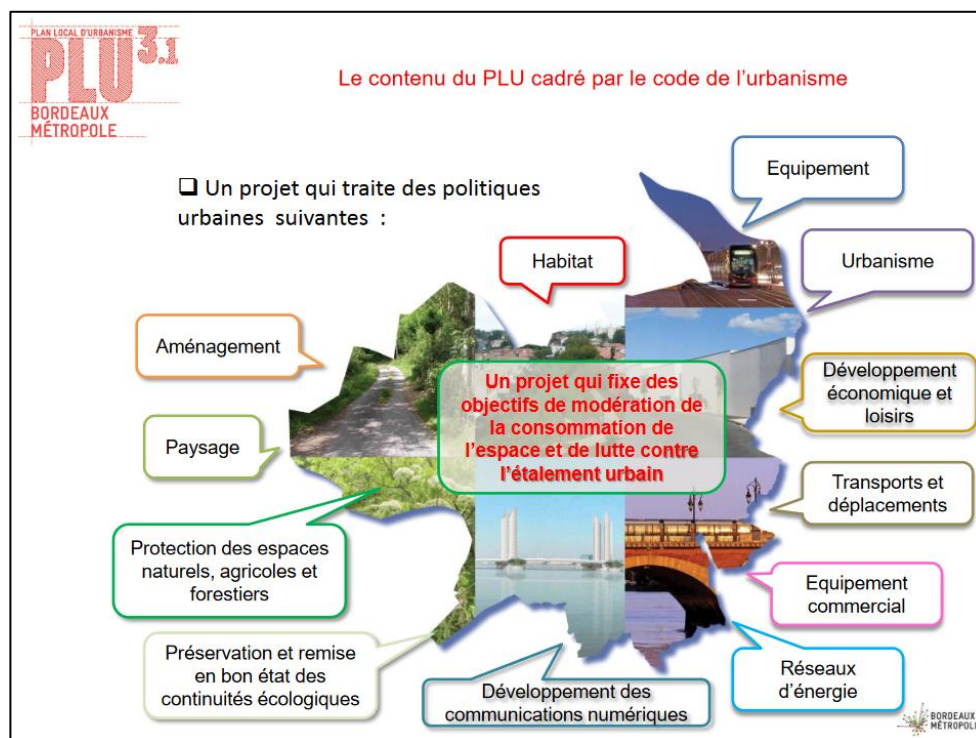 PLAN LOCAL D'URBANISME
PLU 3.1
BORDEAUX
MÉTROPOLE
Le contenu du PLU cadré par le code de l'urbanisme
❑ Un projet qui traite des politiques
urbaines suivantes :
Equipement
Habitat
Urbanisme
Aménagement
Un projet qui fixe des
objectifs de modération de
la consommation de
l'espace et de lutte contre
l'étalement urbain
Développement
économique et
loisirs
Paysage
Transports et
déplacements
Protection des espaces
naturels, agricoles et
forestiers
Equipement
commercial
Préservation et remise
en bon état des
continuités écologiques
Développement des
communications numériques
Réseaux
d'énergie
BORDEAUX
MÉTROPOLE